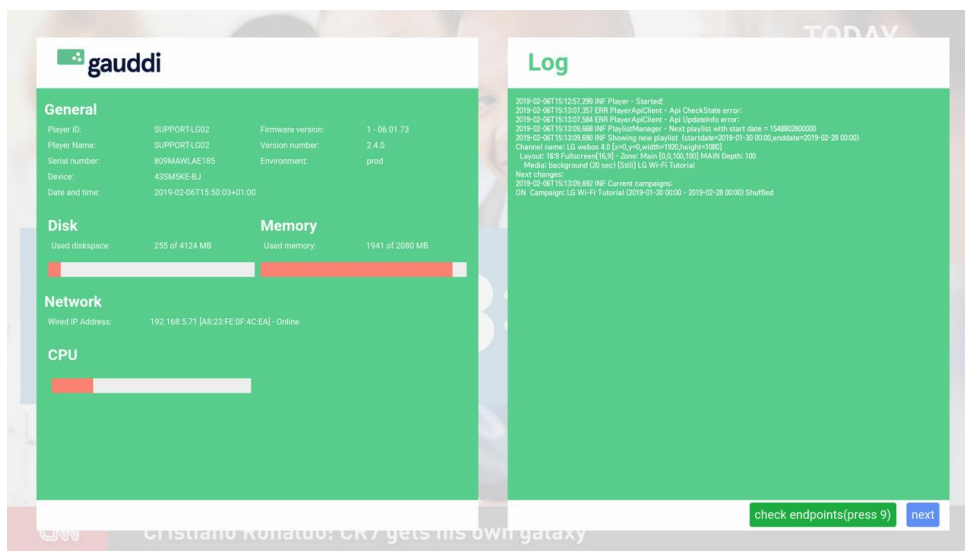 TODAY
gauddi
General
Player ID: SUPPORT-LG02 Firmware version: 1 - 06.01.73
Player Name: SUPPORT-LG02 Version number: 2.4.0
Serial number: 809MAWLAE185 Environment: prod
Device: 43SM5KE-BJ
Date and time: 2019-02-06T15:50:03+01:00
Disk Memory
Used diskspace: 255 of 4124 MB Used memory: 1941 of 2080 MB
Network
Wired IP Address: 192.168.5.71 [A8:23:FE:0F:4C:EA] - Online
CPU
Log
2019-02-06T15:12:57,299 INF Player - Started!
2019-02-06T15:13:07,357 ERR PlayerApiClient - Api CheckState error:
2019-02-06T15:13:07,584 ERR PlayerApiClient - Api UpdateInfo error:
2019-02-06T15:13:09,668 INF PlaylistManager - Next playlist with start date = 1548802800000
2019-02-06T15:13:09,690 INF Showing new playlist (startdate=2019-01-30 00:00,enddate=2019-02-28 00:00)
Channel name: LG webos 4.0 [x=0,y=0,width=1920,height=1080]
Layout: 16:9 Fullscreen[16,9] - Zone: Main [0,0,100,100] MAIN Depth: 100
Media: background (20 sec) [Still] LG Wi-Fi Tutorial
Next changes:
2019-02-06T15:13:09,692 INF Current campaigns:
ON Campaign: LG Wi-Fi Tutorial (2019-01-30 00:00 - 2019-02-28 00:00) Shuffled
check endpoints(press 9) next
CNN Cristiano Ronaldo: CR7 gets his own galaxy